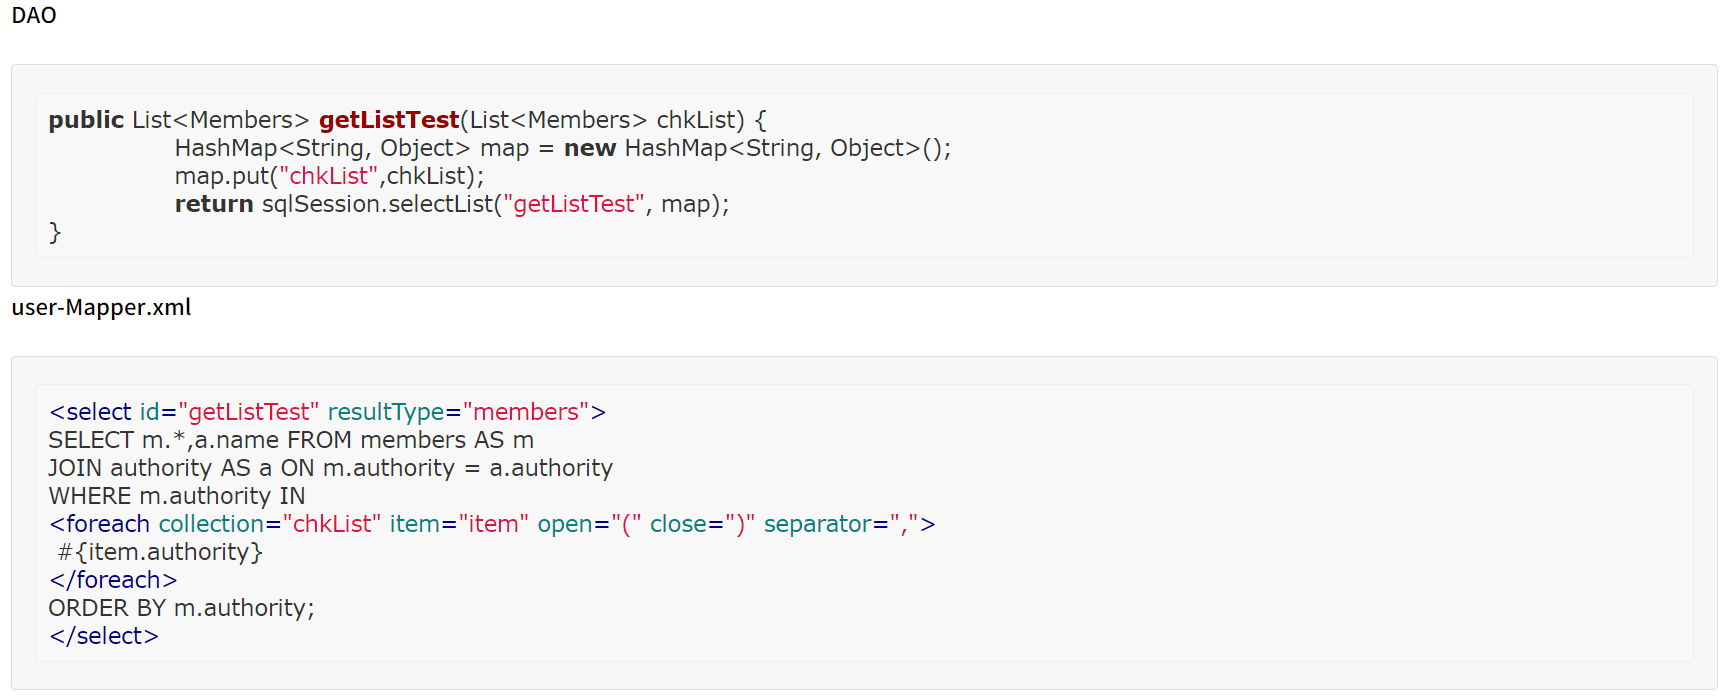 DAO
public List<Members> getListTest(List<Members> chkList) {
HashMap<String, Object> map = new HashMap<String, Object>();
map.put("chkList",chkList);
return sqlSession.selectList("getListTest", map);
}
user-Mapper.xml
<select id="getListTest" resultType="members">
SELECT m.*,a.name FROM members AS m
JOIN authority AS a ON m.authority = a.authority
WHERE m.authority IN
<foreach collection="chkList" item="item" open="(" close=")" separator=",">
#{item.authority}
</foreach>
ORDER BY m.authority;
</select>